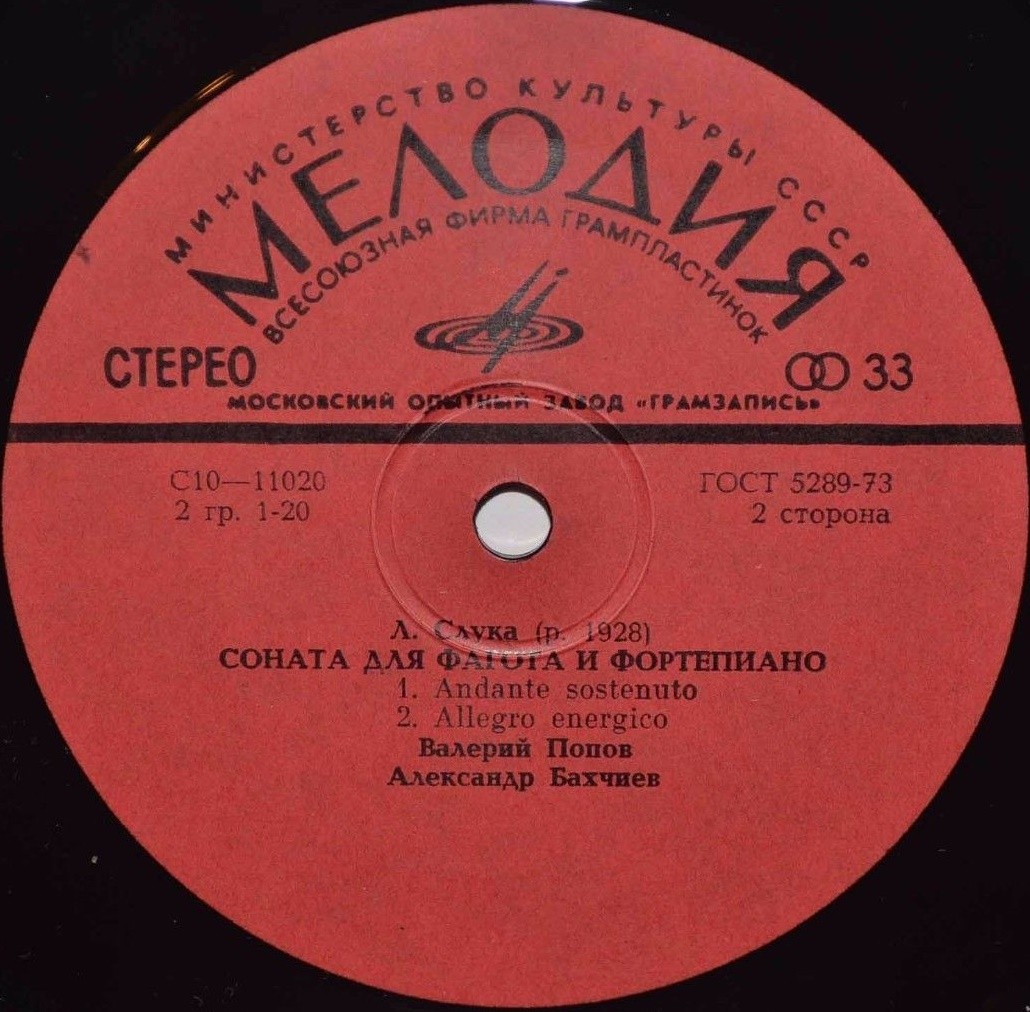 МИНИСТЕРСТВО КУЛЬТУРЫ СССР
МЕЛОДИЯ
ВСЕСОЮЗНАЯ ФИРМА ГРАМПЛАСТИНОК
СТЕРЕО
33
МОСКОВСКИЙ ОПЫТНЫЙ ЗАВОД «ГРАМЗАПИСЬ»
С10—11020
ГОСТ 5289-73
2 гр. 1-20
2 сторона
Л. Слука (р. 1928)
СОНАТА ДЛЯ ФАГОТА И ФОРТЕПИАНО
1. Andante sostenuto
2. Allegro energico
Валерий Попов
Александр Бахчиев